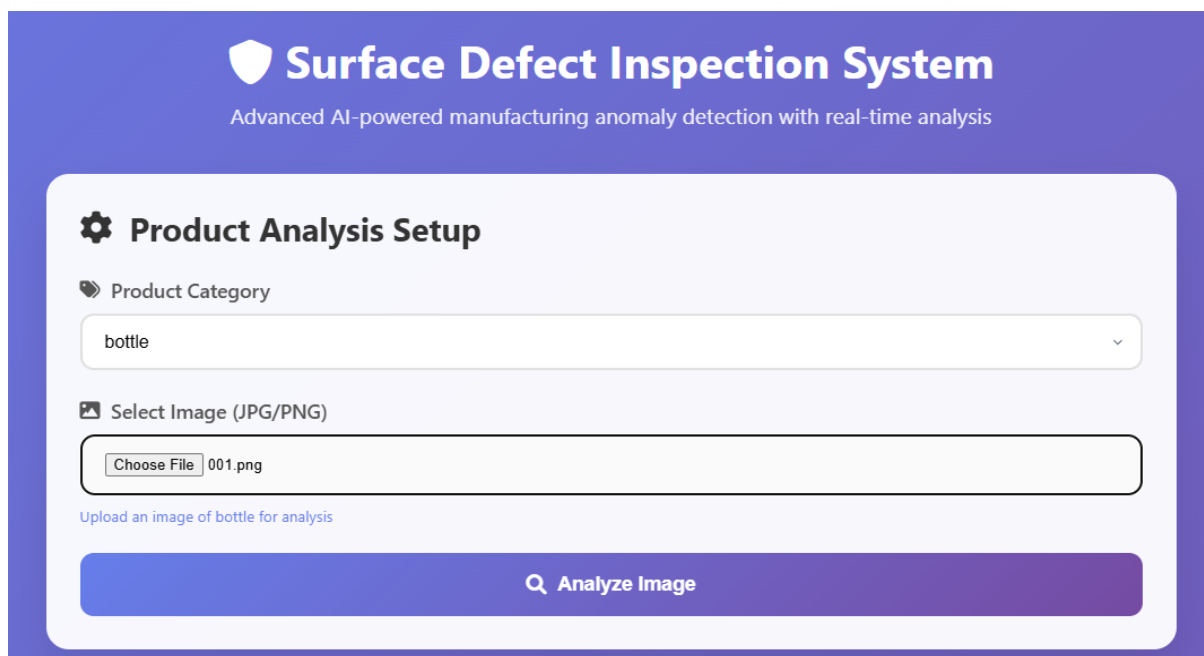 Surface Defect Inspection System
Advanced AI-powered manufacturing anomaly detection with real-time analysis
Product Analysis Setup
Product Category
bottle
Select Image (JPG/PNG)
Choose File 001.png
Upload an image of bottle for analysis
Analyze Image